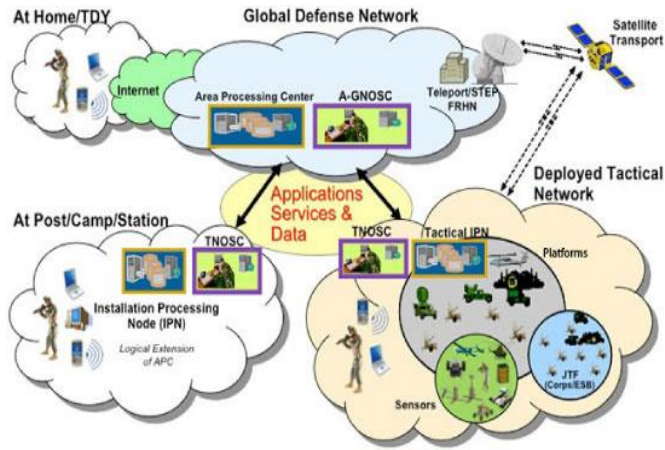 At Home/TDY
Global Defense Network
Satellite
Transport
Internet
Area Processing Center
A-GNOSC
Teleport/STEP
FRHN
Deployed Tactical
Network
Applications
Services &
Data
At Post/Camp/Station
TNOSC
Installation Processing
Node (IPN)
Logical Extension
of APC
TNOSC
Tactical IPN
Platforms
JTF
(Corps/ESB)
Sensors